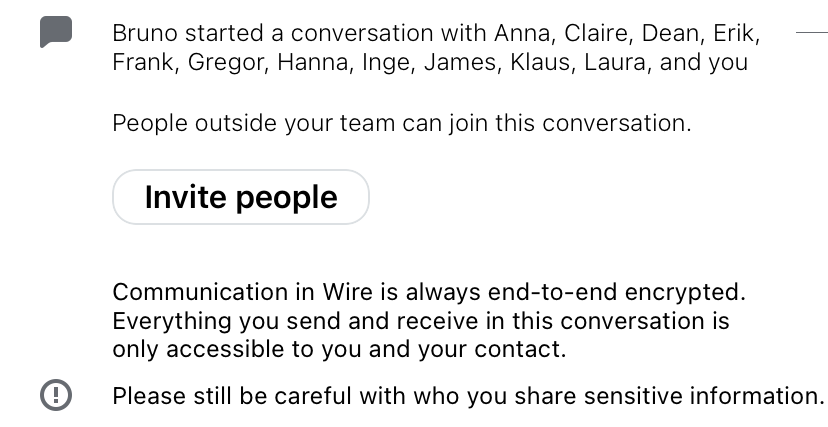 Bruno started a conversation with Anna, Claire, Dean, Erik,
Frank, Gregor, Hanna, Inge, James, Klaus, Laura, and you
People outside your team can join this conversation.
Invite people
Communication in Wire is always end-to-end encrypted.
Everything you send and receive in this conversation is
only accessible to you and your contact.
Please still be careful with who you share sensitive information.